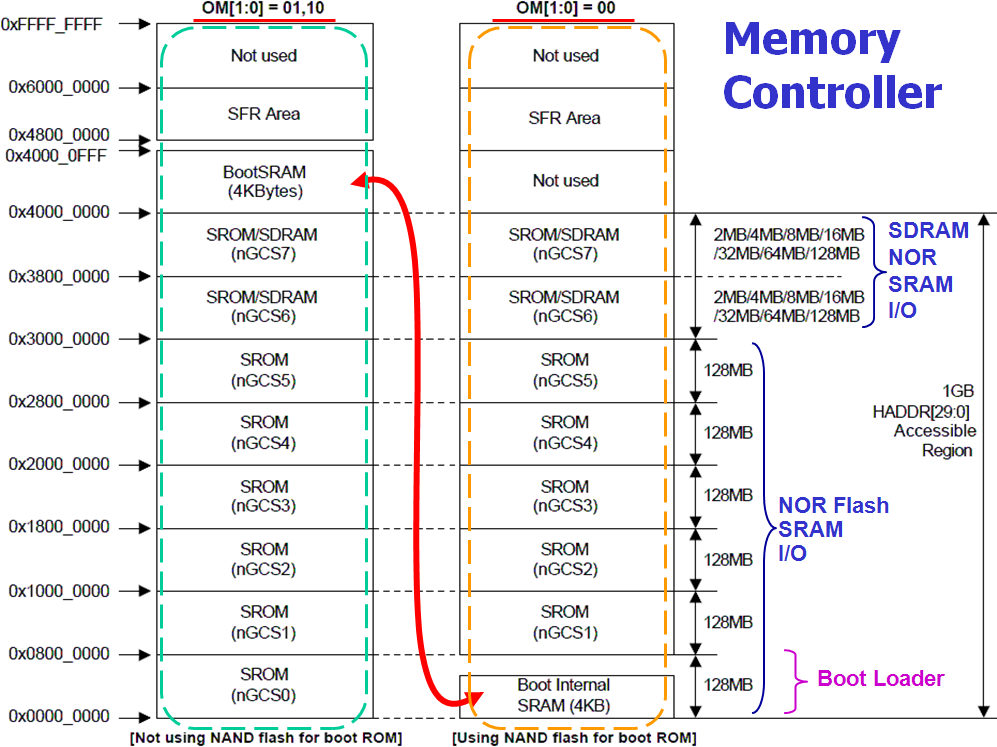 OM[1:0] = 01,10
OM[1:0] = 00
Memory
Controller
0xFFFF_FFFF
Not used
Not used
0x6000_0000
SFR Area
SFR Area
0x4800_0000
0x4000_0FFF
BootSRAM
(4KBytes)
Not used
0x4000_0000
SROM/SDRAM
(nGCS7)
SROM/SDRAM
(nGCS7)
2MB/4MB/8MB/16MB
/32MB/64MB/128MB
0x3800_0000
SROM/SDRAM
(nGCS6)
SROM/SDRAM
(nGCS6)
2MB/4MB/8MB/16MB
/32MB/64MB/128MB
SDRAM
NOR
SRAM
I/O
0x3000_0000
SROM
(nGCS5)
SROM
(nGCS5)
128MB
0x2800_0000
SROM
(nGCS4)
SROM
(nGCS4)
128MB
1GB
HADDR[29:0]
Accessible
Region
0x2000_0000
SROM
(nGCS3)
SROM
(nGCS3)
128MB
NOR Flash
SRAM
I/O
0x1800_0000
SROM
(nGCS2)
SROM
(nGCS2)
128MB
0x1000_0000
SROM
(nGCS1)
SROM
(nGCS1)
128MB
0x0800_0000
SROM
(nGCS0)
Boot Internal
SRAM (4KB)
128MB
Boot Loader
0x0000_0000
[Not using NAND flash for boot ROM]
[Using NAND flash for boot ROM]